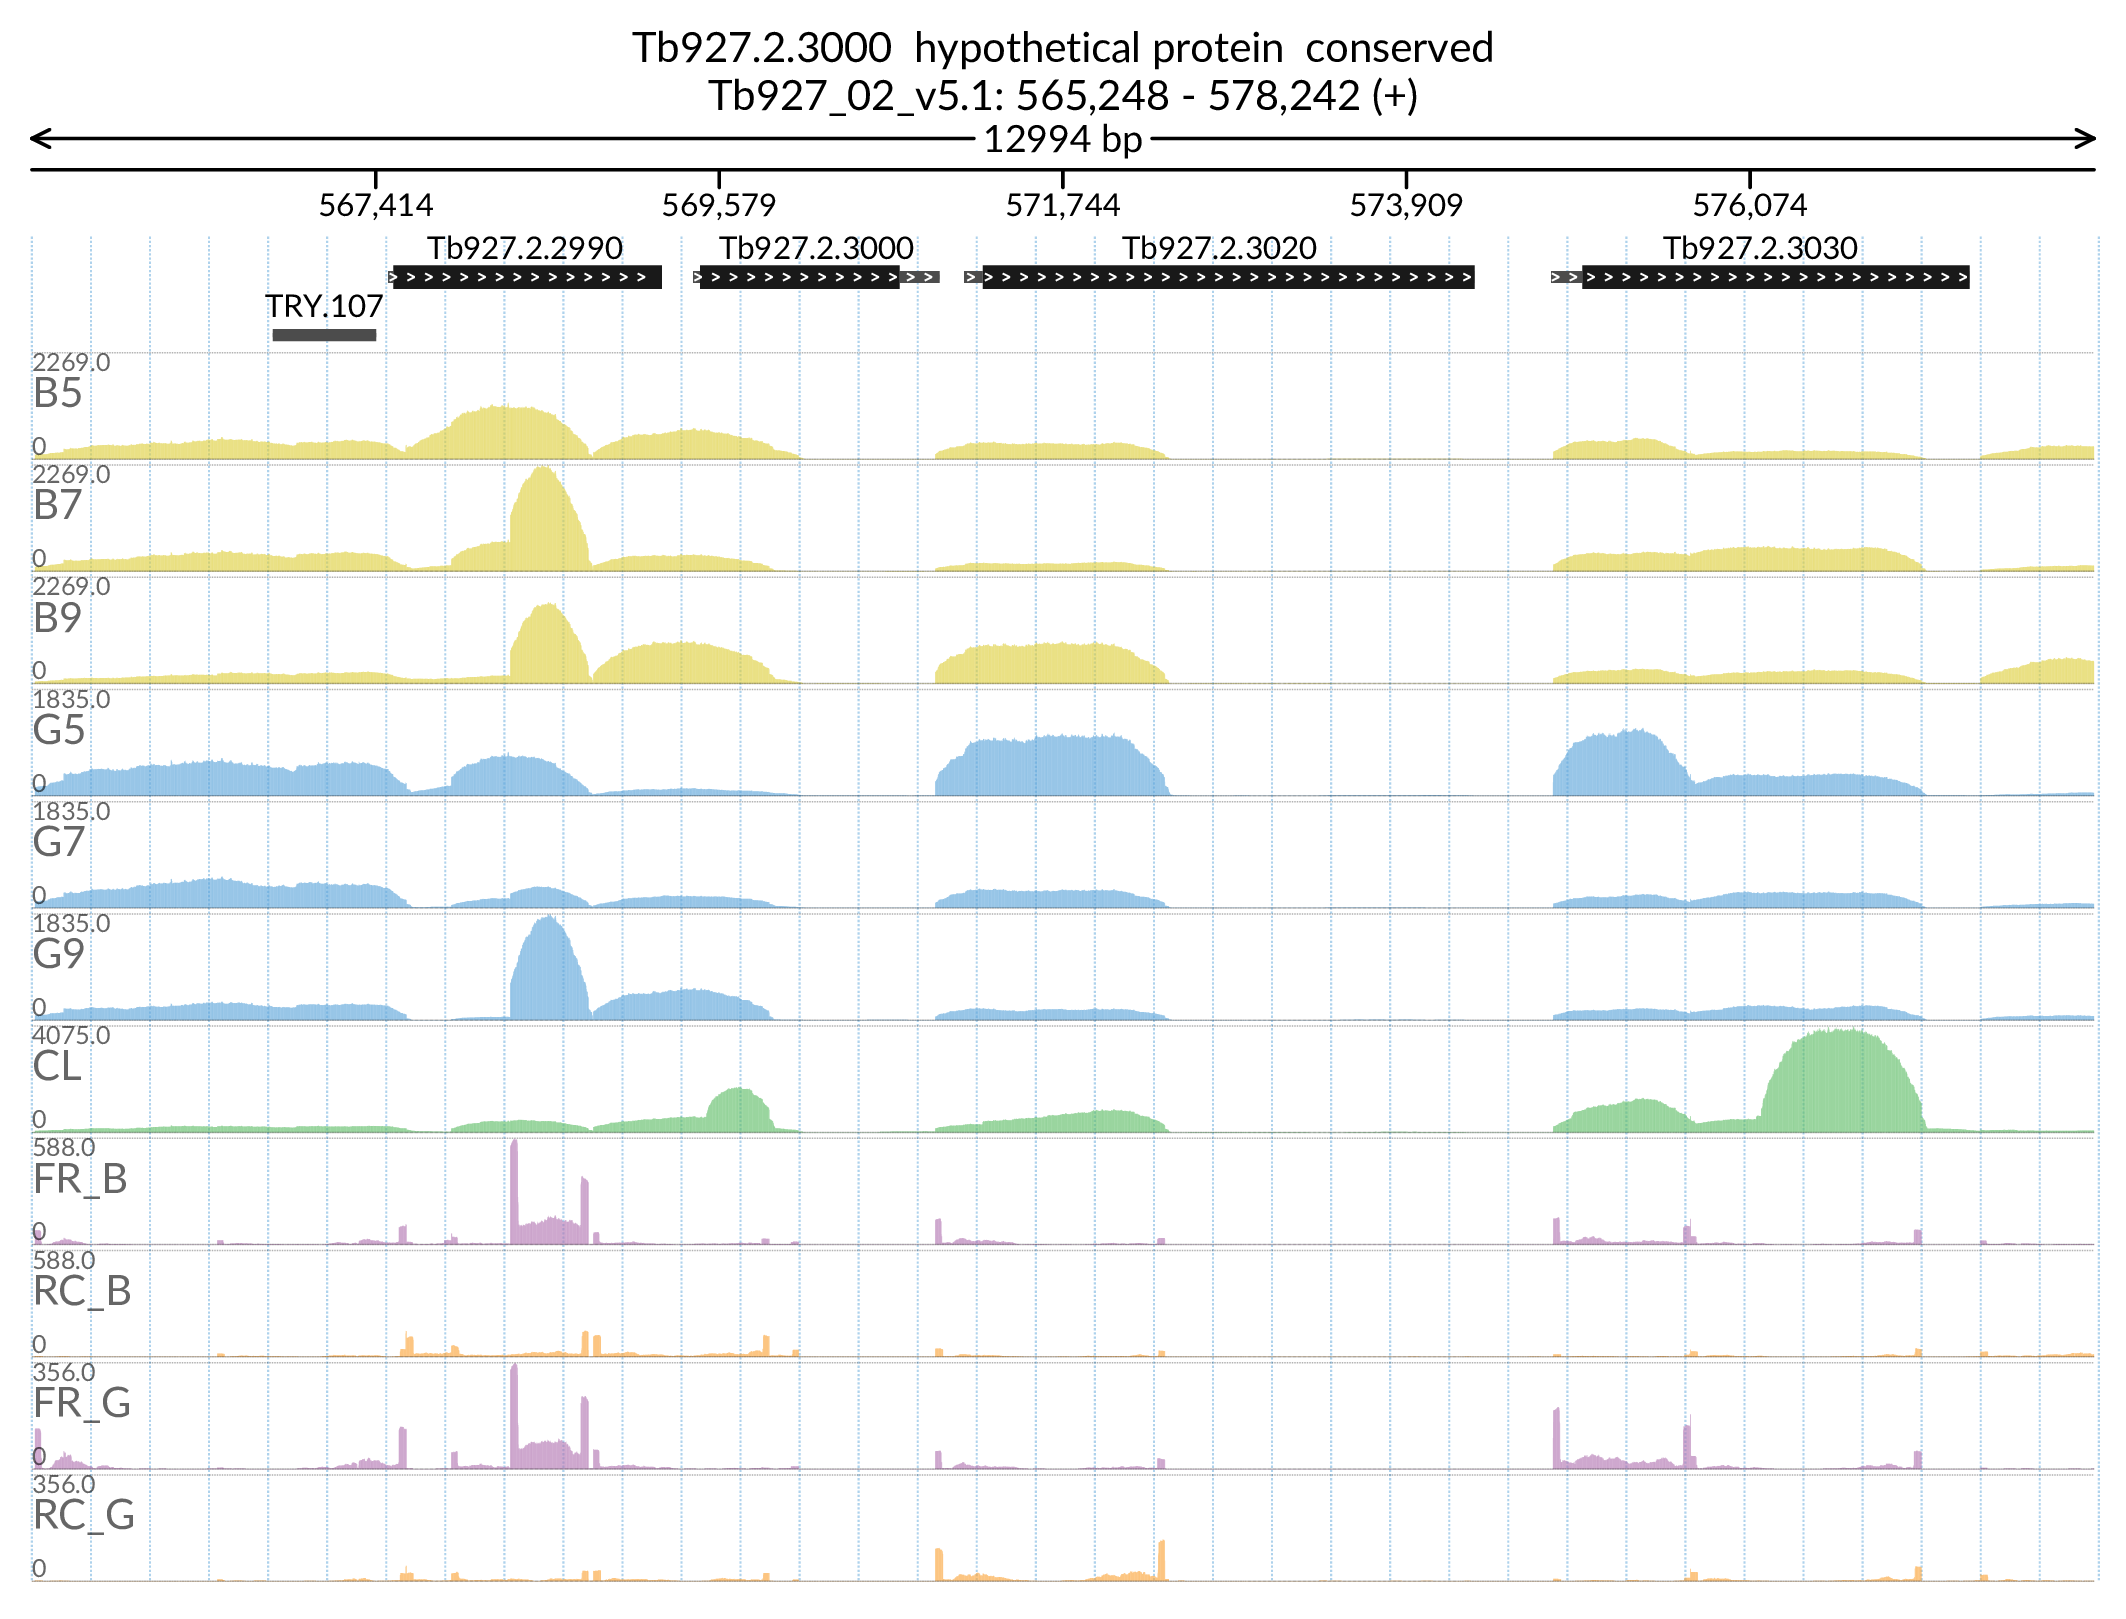 Tb927.2.3000  hypothetical protein  conserved
Tb927_02_v5.1: 565,248 - 578,242 (+)
12994 bp
567,414 569,579 571,744 573,909 576,074
Tb927.2.2990 Tb927.2.3000 Tb927.2.3020 Tb927.2.3030
TRY.107
2269.0
B5
0
2269.0
B7
0
2269.0
B9
0
1835.0
G5
0
1835.0
G7
0
1835.0
G9
0
4075.0
CL
0
588.0
FR_B
0
588.0
RC_B
0
356.0
FR_G
0
356.0
RC_G
0